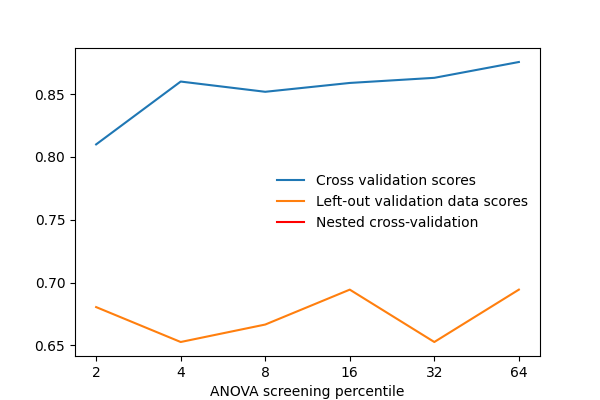 0.85
0.80
0.75
0.70
0.65
Cross validation scores
Left-out validation data scores
Nested cross-validation
2 4 8 16 32 64
ANOVA screening percentile